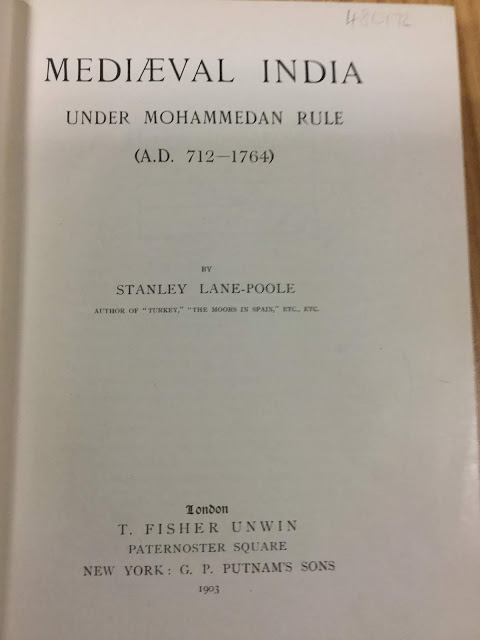 MEDIÆVAL INDIA
UNDER MOHAMMEDAN RULE
(A.D. 712—1764)
BY
STANLEY LANE-POOLE
AUTHOR OF "TURKEY," "THE MOORS IN SPAIN," ETC., ETC.
London
T. FISHER UNWIN
PATERNOSTER SQUARE
NEW YORK: G. P. PUTNAM'S SONS
1903